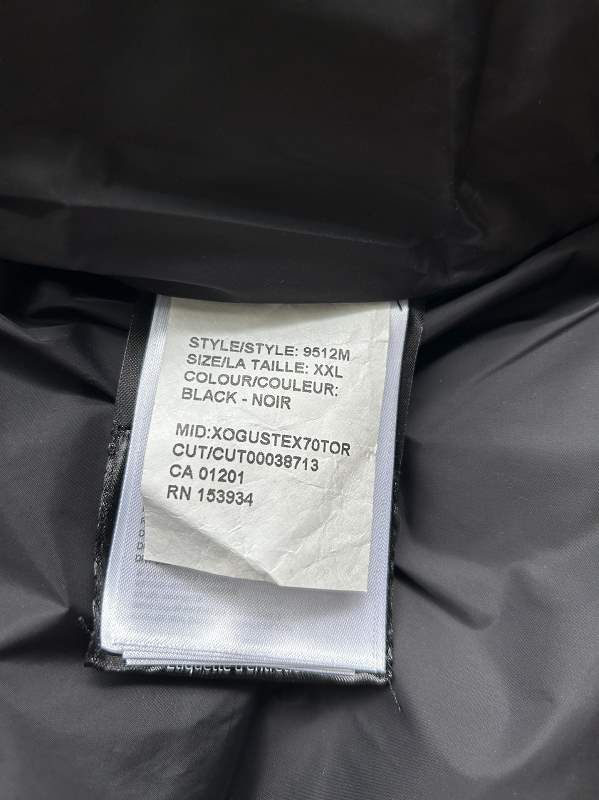 STYLE/STYLE: 9512M
SIZE/LA TAILLE: XXL
COLOUR/COULEUR:
BLACK - NOIR
MID:XOGUSTEX70TOR
CUT/CUT00038713
CA 01201
RN 153934